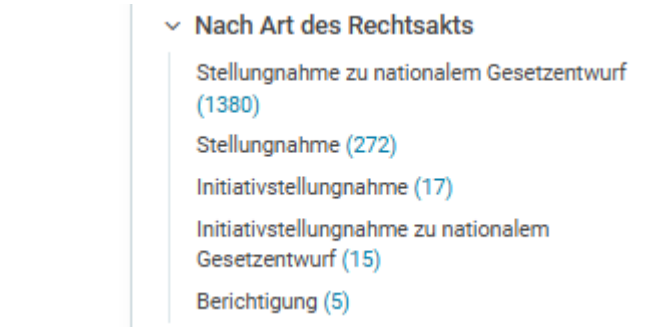 Nach Art des Rechtsakts
Stellungnahme zu nationalem Gesetzentwurf
(1380)
Stellungnahme (272)
Initiativstellungnahme (17)
Initiativstellungnahme zu nationalem
Gesetzentwurf (15)
Berichtigung (5)